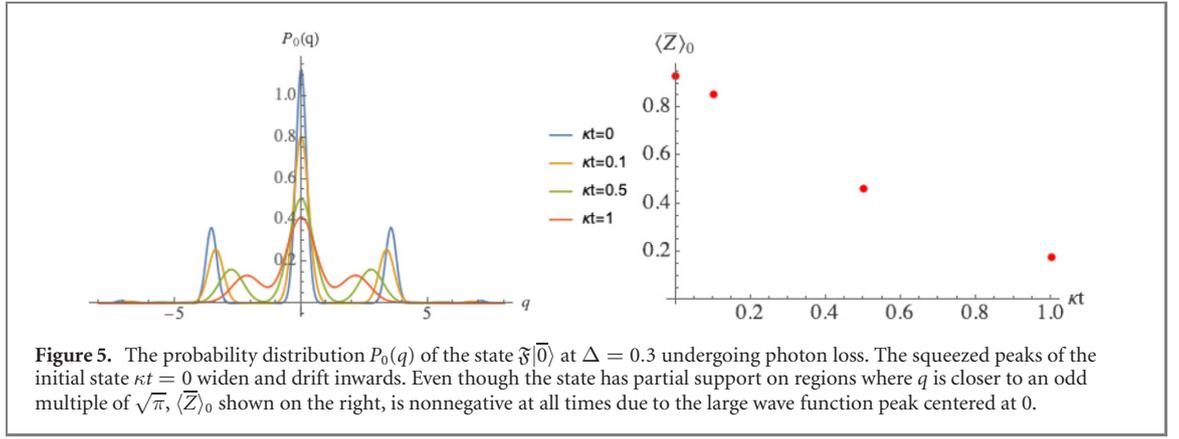 P₀(q)
1.0
0.8
0.6
0.4
0.2
−5
5
q
κt=0
κt=0.1
κt=0.5
κt=1
⟨Z̅⟩₀
0.8
0.6
0.4
0.2
0.2
0.4
0.6
0.8
1.0
κt
Figure 5. The probability distribution P₀(q) of the state 𝔉|0̅⟩ at Δ = 0.3 undergoing photon loss. The squeezed peaks of the
initial state κt = 0 widen and drift inwards. Even though the state has partial support on regions where q is closer to an odd
multiple of √π, ⟨Z̅⟩₀ shown on the right, is nonnegative at all times due to the large wave function peak centered at 0.